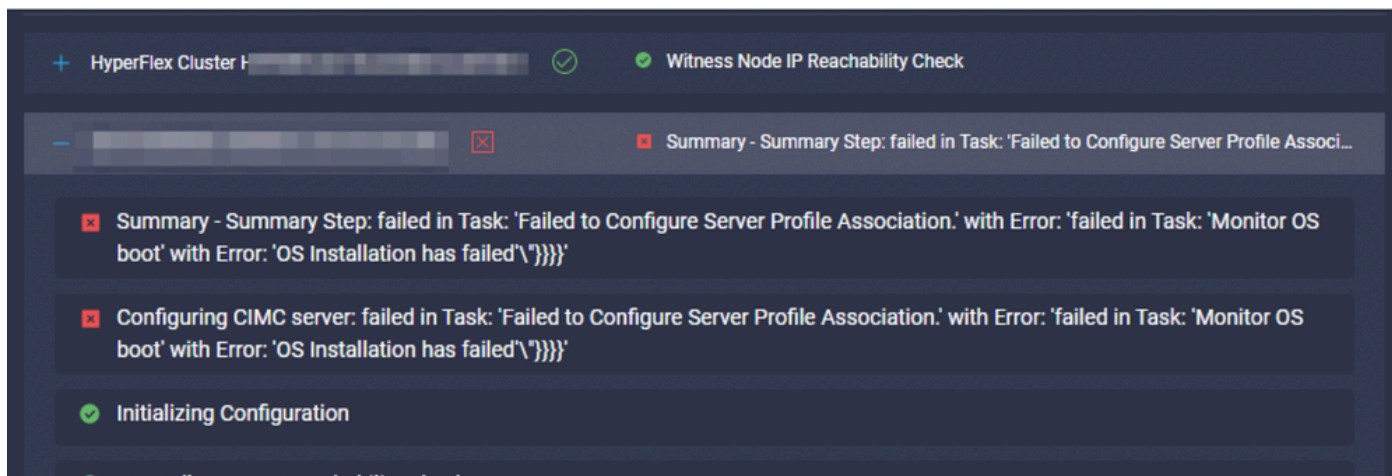 HyperFlex Cluster H
Witness Node IP Reachability Check
Summary - Summary Step: failed in Task: 'Failed to Configure Server Profile Associ...
Summary - Summary Step: failed in Task: 'Failed to Configure Server Profile Association.' with Error: 'failed in Task: 'Monitor OS
boot' with Error: 'OS Installation has failed'\"}}}}'
Configuring CIMC server: failed in Task: 'Failed to Configure Server Profile Association.' with Error: 'failed in Task: 'Monitor OS
boot' with Error: 'OS Installation has failed'\"}}}}'
Initializing Configuration